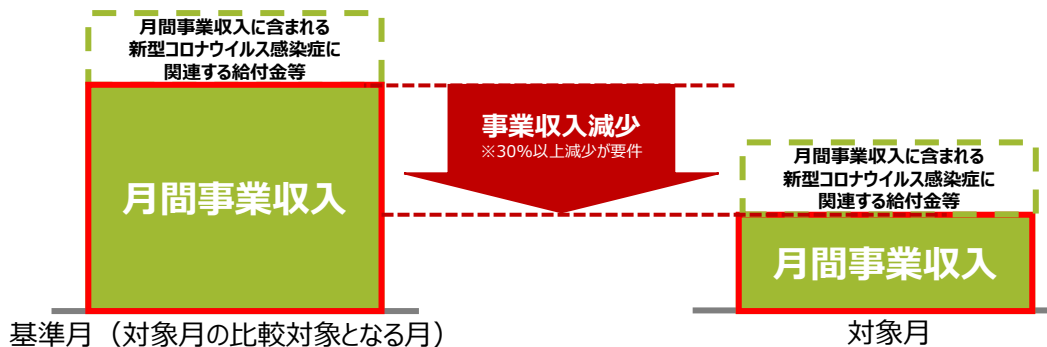 月間事業収入に含まれる
新型コロナウイルス感染症に
関連する給付金等
月間事業収入
基準月（対象月の比較対象となる月）
事業収入減少
※30%以上減少が要件
月間事業収入に含まれる
新型コロナウイルス感染症に
関連する給付金等
月間事業収入
対象月